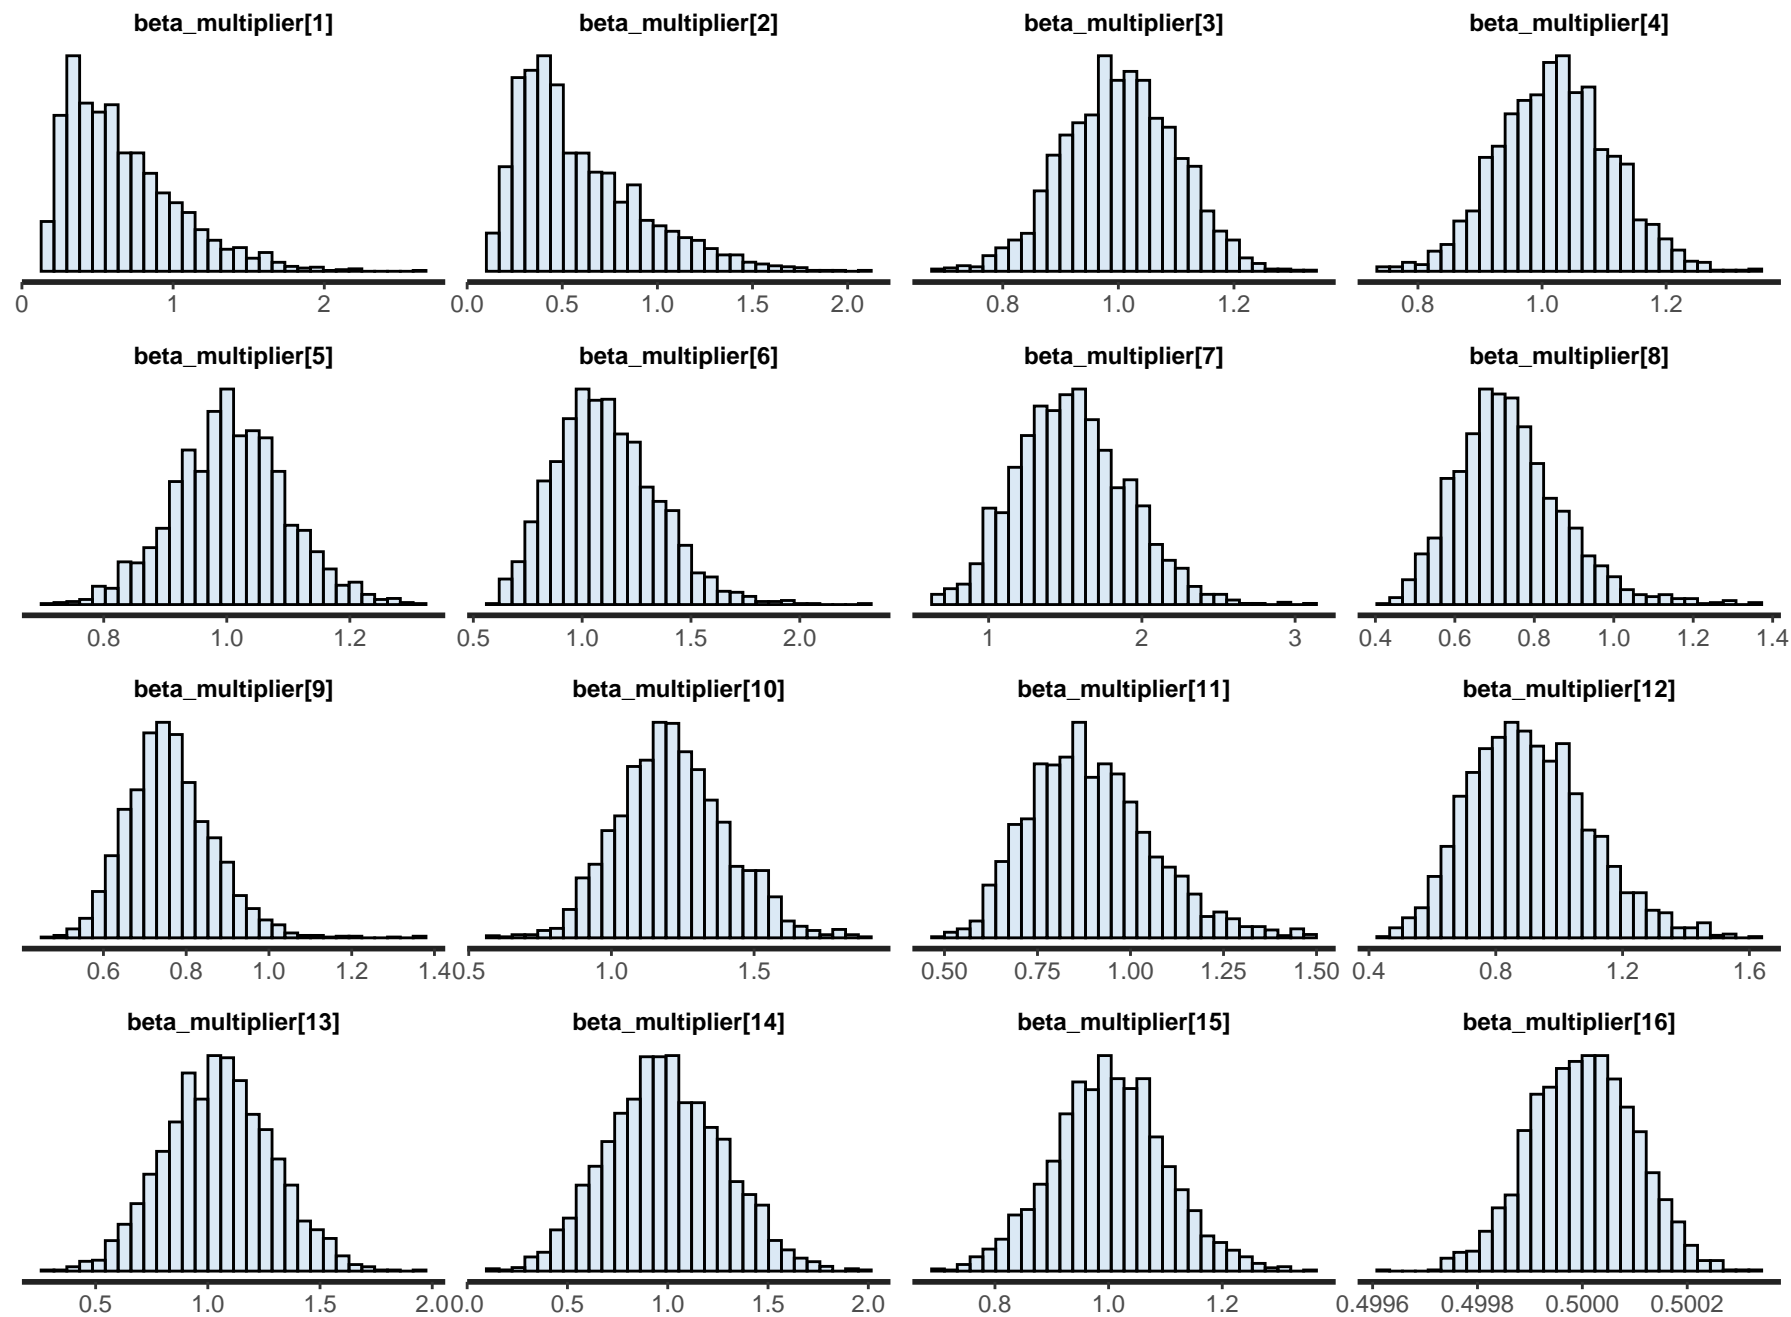 beta_multiplier[1] beta_multiplier[2] beta_multiplier[3] beta_multiplier[4]
0 1 2 0.0 0.5 1.0 1.5 2.0 0.8 1.0 1.2 0.8 1.0 1.2
beta_multiplier[5] beta_multiplier[6] beta_multiplier[7] beta_multiplier[8]
0.8 1.0 1.2 0.5 1.0 1.5 2.0 1 2 3 0.4 0.6 0.8 1.0 1.2 1.4
beta_multiplier[9] beta_multiplier[10] beta_multiplier[11] beta_multiplier[12]
0.6 0.8 1.0 1.2 1.4 0.5 1.0 1.5 0.50 0.75 1.00 1.25 1.50 0.4 0.8 1.2 1.6
beta_multiplier[13] beta_multiplier[14] beta_multiplier[15] beta_multiplier[16]
0.5 1.0 1.5 2.0 0.0 0.5 1.0 1.5 2.0 0.8 1.0 1.2 0.4996 0.4998 0.5000 0.5002